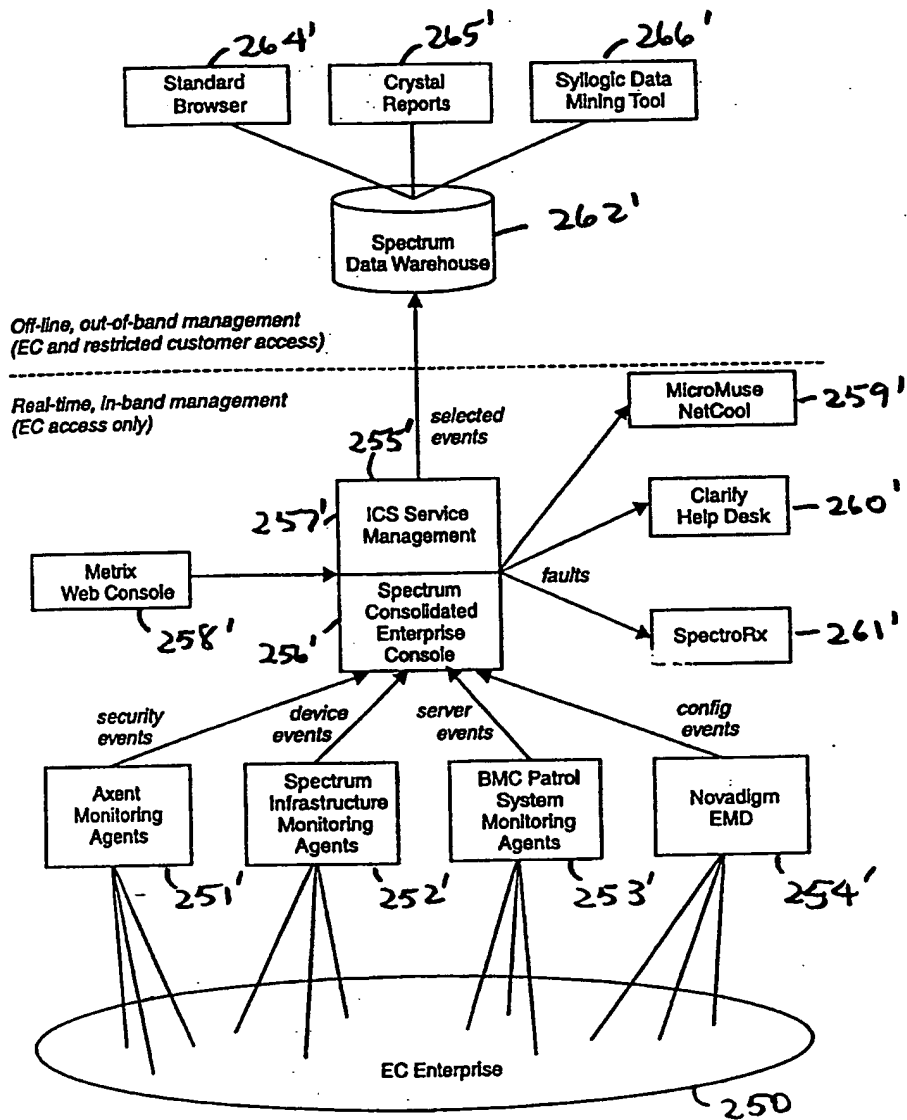 264' 265' 266'
Standard
Browser
Crystal
Reports
Syllogic Data
Mining Tool
262'
Spectrum
Data Warehouse
Off-line, out-of-band management
(EC and restricted customer access)
Real-time, in-band management
(EC access only)
selected
events
MicroMuse
NetCool
259'
255'
257'
ICS Service
Management
Clarify
Help Desk
260'
Metrix
Web Console
258'
Spectrum
Consolidated
Enterprise
Console
256'
faults
SpectroRx
261'
security
events
device
events
server
events
config
events
Axent
Monitoring
Agents
251'
Spectrum
Infrastructure
Monitoring
Agents
252'
BMC Patrol
System
Monitoring
Agents
253'
Novadigm
EMD
254'
EC Enterprise
250